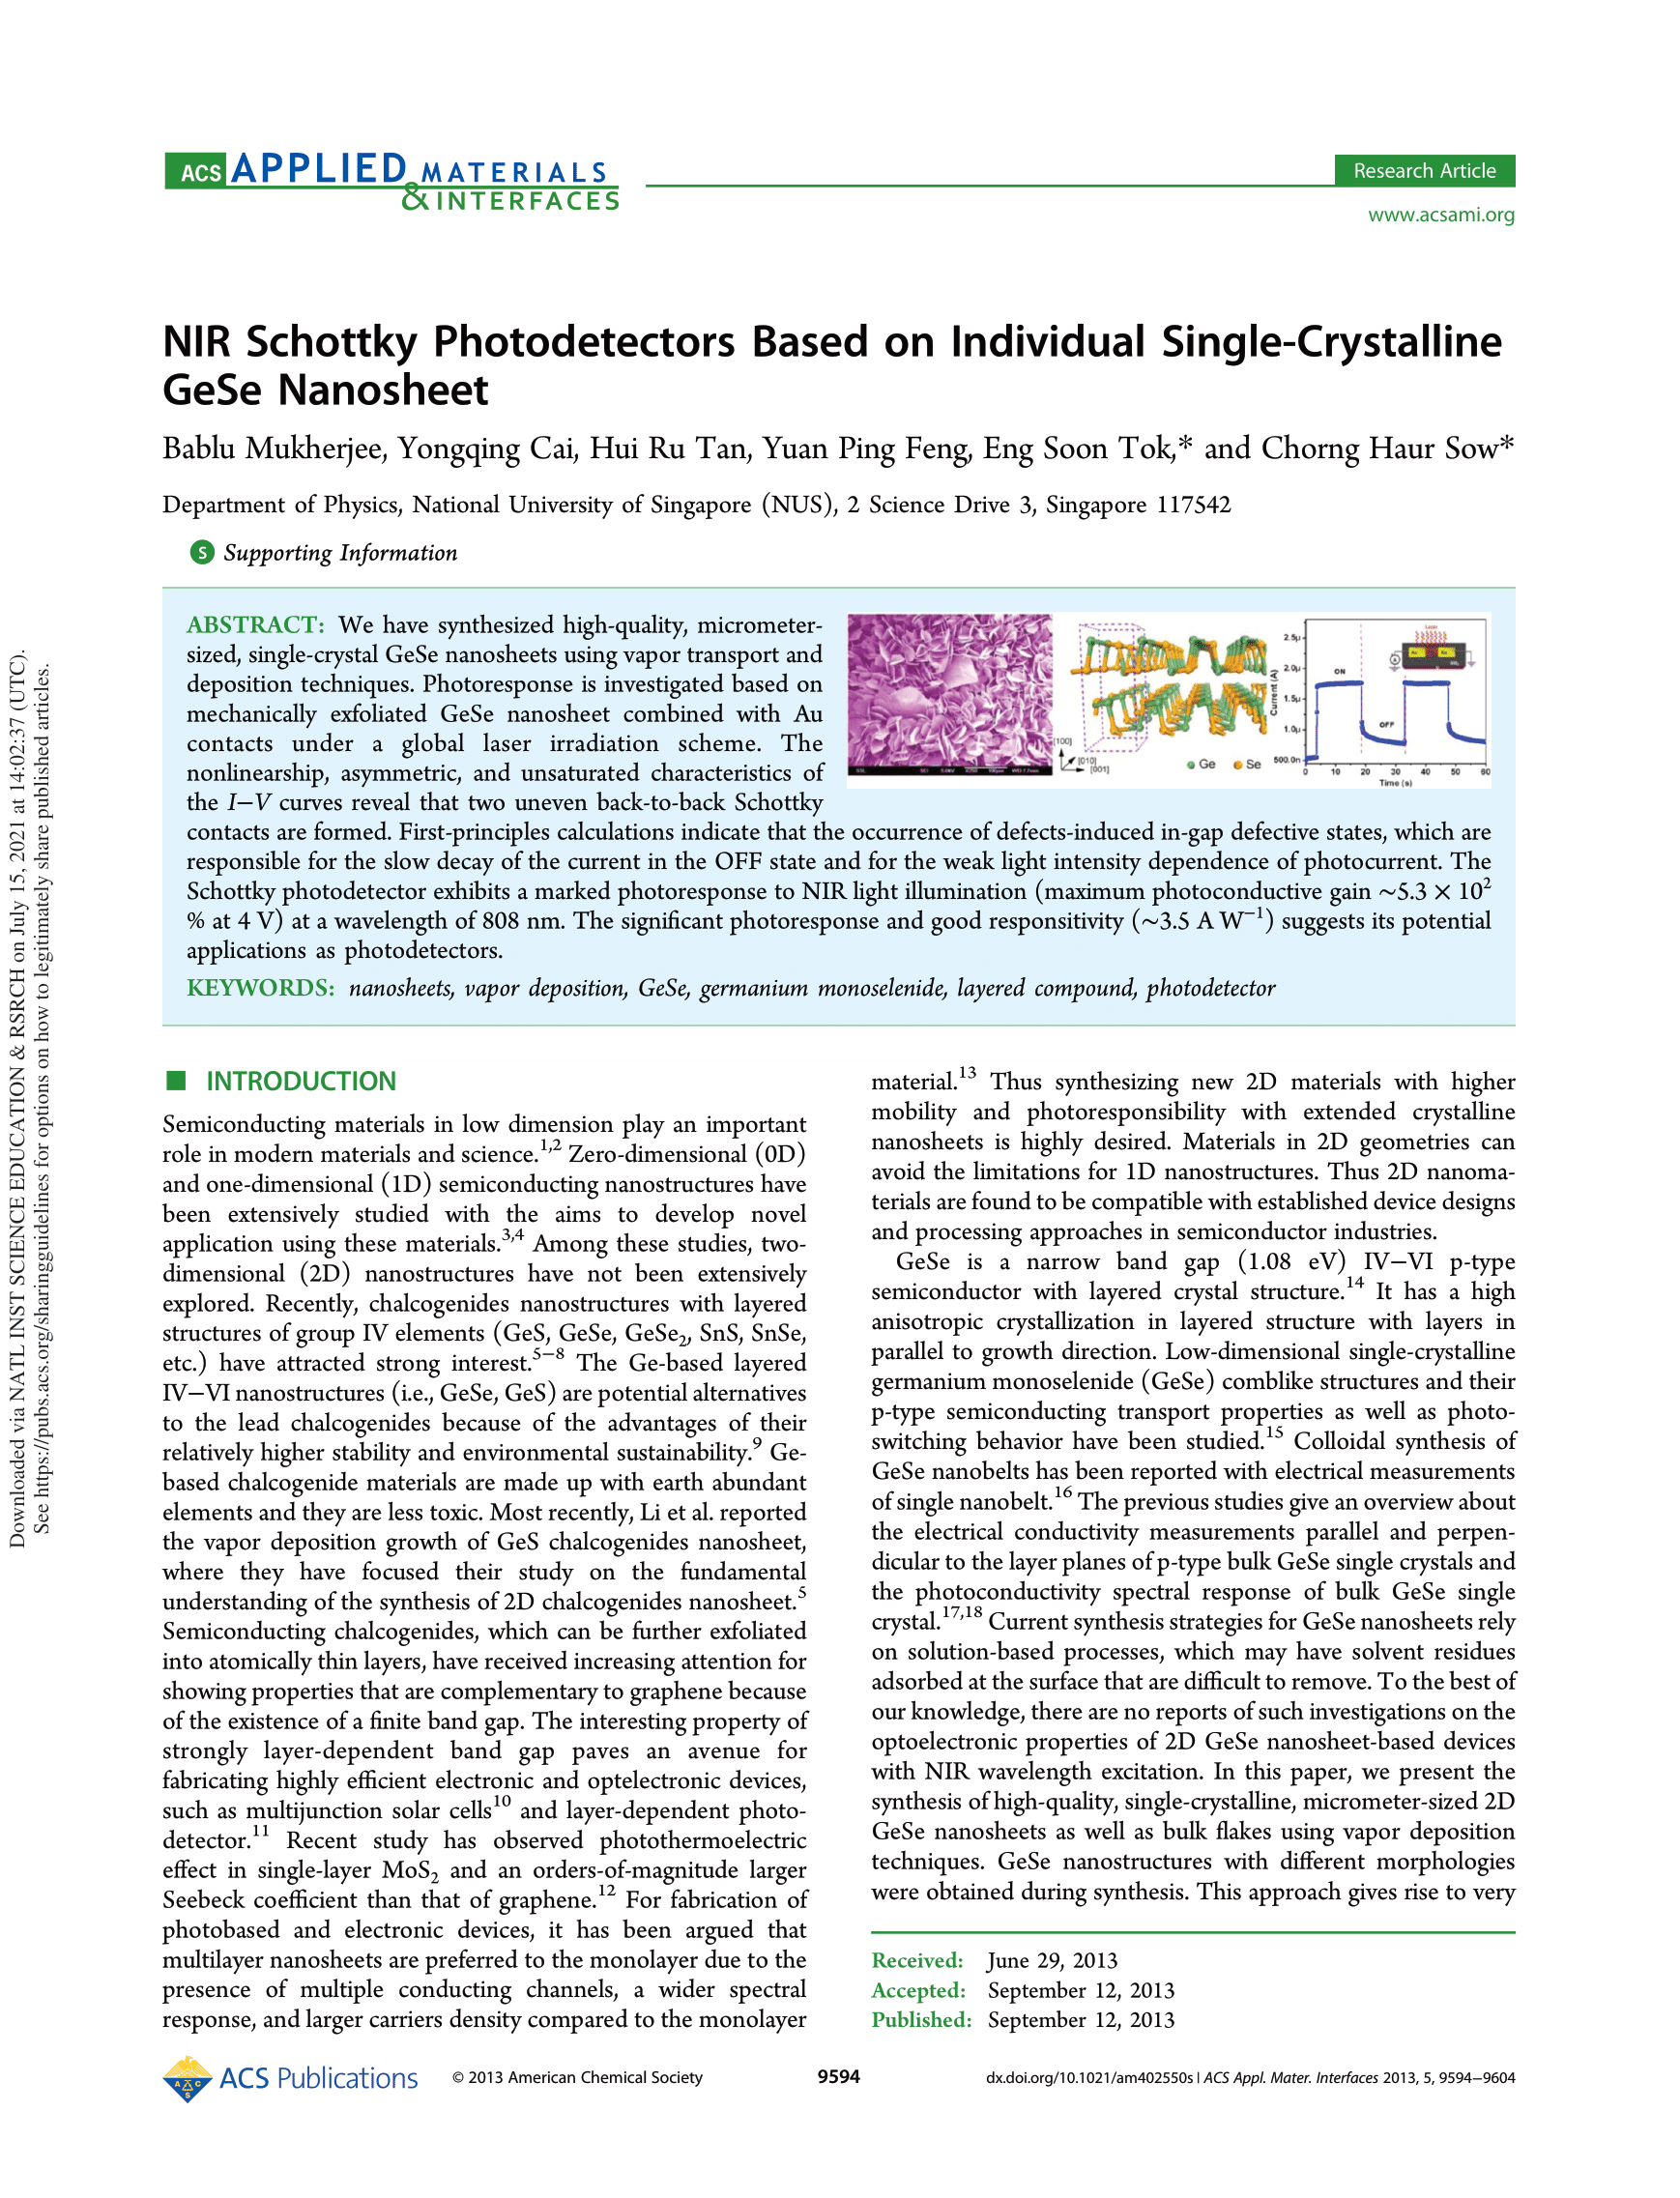 ACS APPLIED MATERIALS
& INTERFACES
Research Article
www.acsami.org
NIR Schottky Photodetectors Based on Individual Single-Crystalline
GeSe Nanosheet
Bablu Mukherjee, Yongqing Cai, Hui Ru Tan, Yuan Ping Feng, Eng Soon Tok,* and Chorng Haur Sow*
Department of Physics, National University of Singapore (NUS), 2 Science Drive 3, Singapore 117542
S Supporting Information
ABSTRACT: We have synthesized high-quality, micrometer-
sized, single-crystal GeSe nanosheets using vapor transport and
deposition techniques. Photoresponse is investigated based on
mechanically exfoliated GeSe nanosheet combined with Au
contacts under a global laser irradiation scheme. The
nonlinearship, asymmetric, and unsaturated characteristics of
the I−V curves reveal that two uneven back-to-back Schottky
contacts are formed. First-principles calculations indicate that the occurrence of defects-induced in-gap defective states, which are
responsible for the slow decay of the current in the OFF state and for the weak light intensity dependence of photocurrent. The
Schottky photodetector exhibits a marked photoresponse to NIR light illumination (maximum photoconductive gain ∼5.3 × 10²
% at 4 V) at a wavelength of 808 nm. The significant photoresponse and good responsitivity (∼3.5 A W⁻¹) suggests its potential
applications as photodetectors.
[100]
[010]
[001]
Ge
Se
Current (A)
2.5µ
2.0µ
1.5µ
1.0µ
500.0n
ON
OFF
Laser
0 10 20 30 40 50 60
Time (s)
KEYWORDS: nanosheets, vapor deposition, GeSe, germanium monoselenide, layered compound, photodetector
INTRODUCTION
Semiconducting materials in low dimension play an important
role in modern materials and science.¹,² Zero-dimensional (0D)
and one-dimensional (1D) semiconducting nanostructures have
been extensively studied with the aims to develop novel
application using these materials.³,⁴ Among these studies, two-
dimensional (2D) nanostructures have not been extensively
explored. Recently, chalcogenides nanostructures with layered
structures of group IV elements (GeS, GeSe, GeSe₂, SnS, SnSe,
etc.) have attracted strong interest.⁵⁻⁸ The Ge-based layered
IV−VI nanostructures (i.e., GeSe, GeS) are potential alternatives
to the lead chalcogenides because of the advantages of their
relatively higher stability and environmental sustainability.⁹ Ge-
based chalcogenide materials are made up with earth abundant
elements and they are less toxic. Most recently, Li et al. reported
the vapor deposition growth of GeS chalcogenides nanosheet,
where they have focused their study on the fundamental
understanding of the synthesis of 2D chalcogenides nanosheet.⁵
Semiconducting chalcogenides, which can be further exfoliated
into atomically thin layers, have received increasing attention for
showing properties that are complementary to graphene because
of the existence of a finite band gap. The interesting property of
strongly layer-dependent band gap paves an avenue for
fabricating highly efficient electronic and optelectronic devices,
such as multijunction solar cells¹⁰ and layer-dependent photo-
detector.¹¹ Recent study has observed photothermoelectric
effect in single-layer MoS₂ and an orders-of-magnitude larger
Seebeck coefficient than that of graphene.¹² For fabrication of
photobased and electronic devices, it has been argued that
multilayer nanosheets are preferred to the monolayer due to the
presence of multiple conducting channels, a wider spectral
response, and larger carriers density compared to the monolayer
material.¹³ Thus synthesizing new 2D materials with higher
mobility and photoresponsibility with extended crystalline
nanosheets is highly desired. Materials in 2D geometries can
avoid the limitations for 1D nanostructures. Thus 2D nanoma-
terials are found to be compatible with established device designs
and processing approaches in semiconductor industries.
GeSe is a narrow band gap (1.08 eV) IV−VI p-type
semiconductor with layered crystal structure.¹⁴ It has a high
anisotropic crystallization in layered structure with layers in
parallel to growth direction. Low-dimensional single-crystalline
germanium monoselenide (GeSe) comblike structures and their
p-type semiconducting transport properties as well as photo-
switching behavior have been studied.¹⁵ Colloidal synthesis of
GeSe nanobelts has been reported with electrical measurements
of single nanobelt.¹⁶ The previous studies give an overview about
the electrical conductivity measurements parallel and perpen-
dicular to the layer planes of p-type bulk GeSe single crystals and
the photoconductivity spectral response of bulk GeSe single
crystal.¹⁷,¹⁸ Current synthesis strategies for GeSe nanosheets rely
on solution-based processes, which may have solvent residues
adsorbed at the surface that are difficult to remove. To the best of
our knowledge, there are no reports of such investigations on the
optoelectronic properties of 2D GeSe nanosheet-based devices
with NIR wavelength excitation. In this paper, we present the
synthesis of high-quality, single-crystalline, micrometer-sized 2D
GeSe nanosheets as well as bulk flakes using vapor deposition
techniques. GeSe nanostructures with different morphologies
were obtained during synthesis. This approach gives rise to very
Received: June 29, 2013
Accepted: September 12, 2013
Published: September 12, 2013
ACS Publications
© 2013 American Chemical Society
9594
dx.doi.org/10.1021/am402550s | ACS Appl. Mater. Interfaces 2013, 5, 9594−9604
Downloaded via NATL INST SCIENCE EDUCATION & RSRCH on July 15, 2021 at 14:02:37 (UTC).
See https://pubs.acs.org/sharingguidelines for options on how to legitimately share published articles.